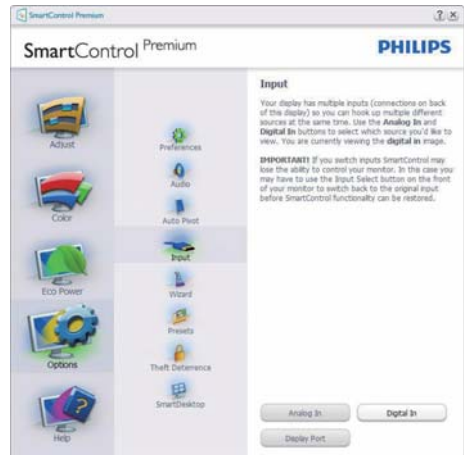 SmartControl Premium
SmartControl Premium
PHILIPS
Adjust
Color
Eco Power
Options
Help
Preferences
Audio
Auto Pivot
Input
Wizard
Presets
Theft Deterrence
SmartDesktop
Input
Your display has multiple inputs (connections on back
of the display) so you can hook up multiple different
sources at the same time. Use the Analog In and
Digital In buttons to select which source you'd like to
view. You are currently viewing the digital in image.
IMPORTANT! If you switch inputs SmartControl may
lose the ability to control your monitor. In this case you
may have to use the Input Select button on the front
of your monitor to switch back to the original input
before SmartControl functionality can be restored.
Analog In
Digital In
Display Port